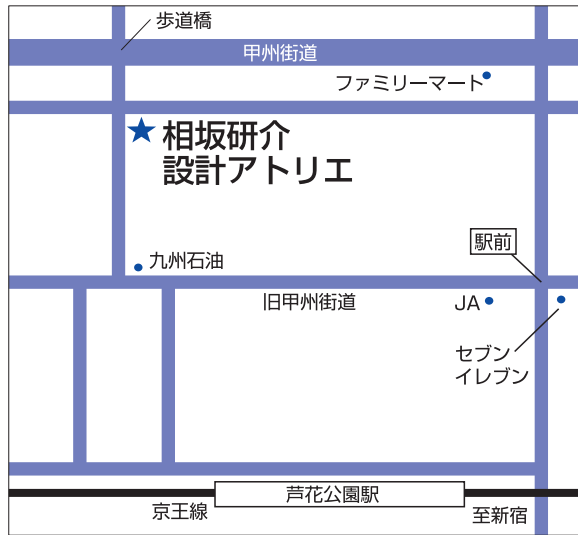 歩道橋
甲州街道
ファミリーマート
相坂研介
設計アトリエ
駅前
九州石油
旧甲州街道
JA
セブン
イレブン
芦花公園駅
京王線
至新宿